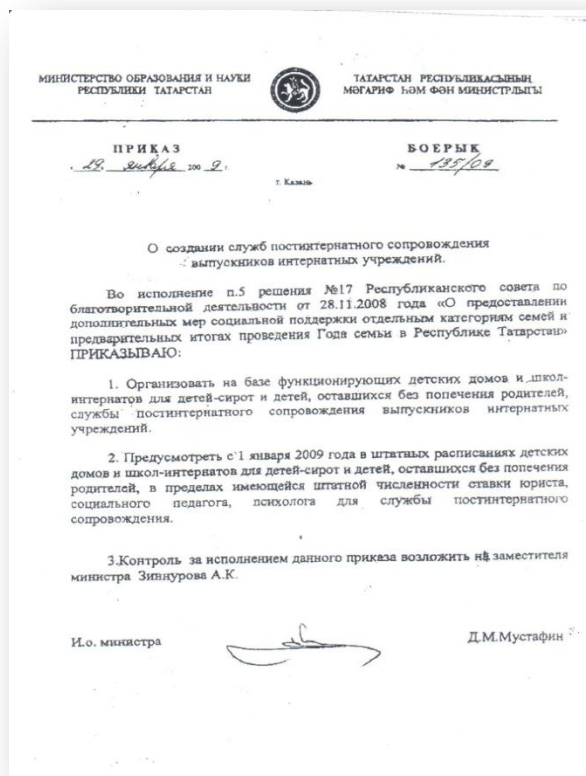 МИНИСТЕРСТВО ОБРАЗОВАНИЯ И НАУКИ
РЕСПУБЛИКИ ТАТАРСТАН
ТАТАРСТАН РЕСПУБЛИКАСЫНЫҢ
МӘГАРИФ ҺӘМ ФӘН МИНИСТРЛЫГЫ
ПРИКАЗ
29. января 2009 г.
БОЕРЫК
№ 135/09
г. Казань
О создании служб постинтернатного сопровождения
выпускников интернатных учреждений.
Во исполнение п.5 решения №17 Республиканского совета по
благотворительной деятельности от 28.11.2008 года «О предоставлении
дополнительных мер социальной поддержки отдельным категориям семей и
предварительных итогах проведения Года семьи в Республике Татарстан»
ПРИКАЗЫВАЮ:
1. Организовать на базе функционирующих детских домов и школ-
интернатов для детей-сирот и детей, оставшихся без попечения родителей,
службы постинтернатного сопровождения выпускников интернатных
учреждений.
2. Предусмотреть с 1 января 2009 года в штатных расписаниях детских
домов и школ-интернатов для детей-сирот и детей, оставшихся без попечения
родителей, в пределах имеющейся штатной численности ставки юриста,
социального педагога, психолога для службы постинтернатного
сопровождения.
3.Контроль за исполнением данного приказа возложить на заместителя
министра Зиннурова А.К.
И.о. министра
Д.М.Мустафин